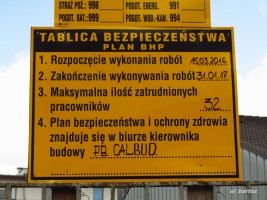 STRAŻ POŻ.: 998 POGOT. ENERG. 991
POGOT. RAT.: 999 POGOT. WOD.-KAN. 994
TABLICA BEZPIECZEŃSTWA
PLAN BHP
1. Rozpoczęcie wykonania robót 15.03.2016
2. Zakończenie wykonywania robót 31.01.18
3. Maksymalna ilość zatrudnionych
pracowników 32
4. Plan bezpieczeństwa i ochrony zdrowia
znajduje się w biurze kierownika
budowy PB CALBUD